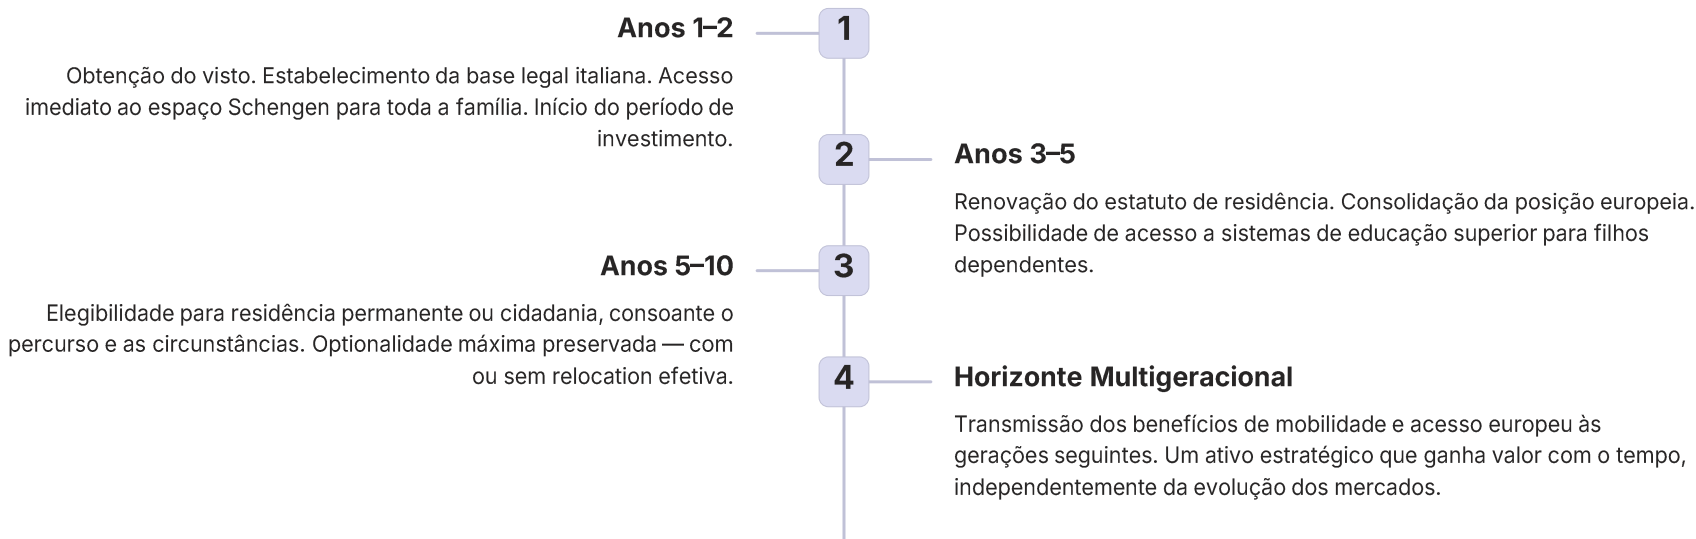 1
Anos 1–2
Obtenção do visto. Estabelecimento da base legal italiana. Acesso
imediato ao espaço Schengen para toda a família. Início do período de
investimento.
2
Anos 3–5
Renovação do estatuto de residência. Consolidação da posição europeia.
Possibilidade de acesso a sistemas de educação superior para filhos
dependentes.
3
Anos 5–10
Elegibilidade para residência permanente ou cidadania, consoante o
percurso e as circunstâncias. Optionalidade máxima preservada — com
ou sem relocation efetiva.
4
Horizonte Multigeracional
Transmissão dos benefícios de mobilidade e acesso europeu às
gerações seguintes. Um ativo estratégico que ganha valor com o tempo,
independentemente da evolução dos mercados.